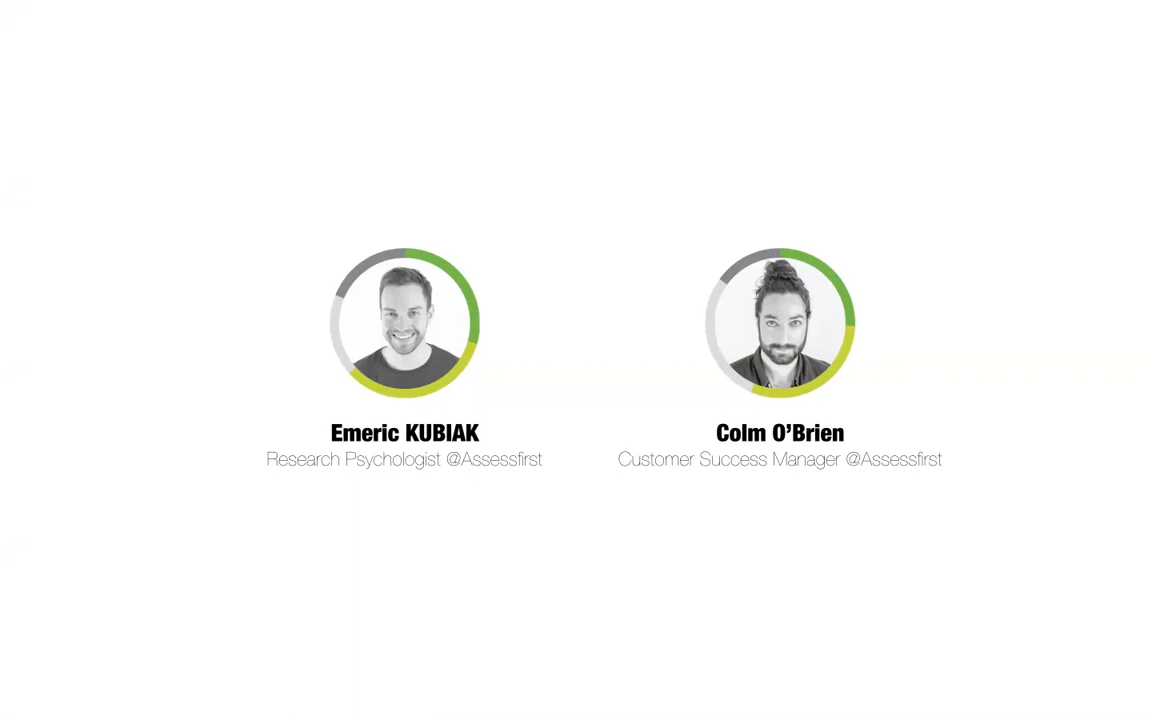 Emeric KUBIAK
Research Psychologist @Assessfirst
Colm O’Brien
Customer Success Manager @Assessfirst